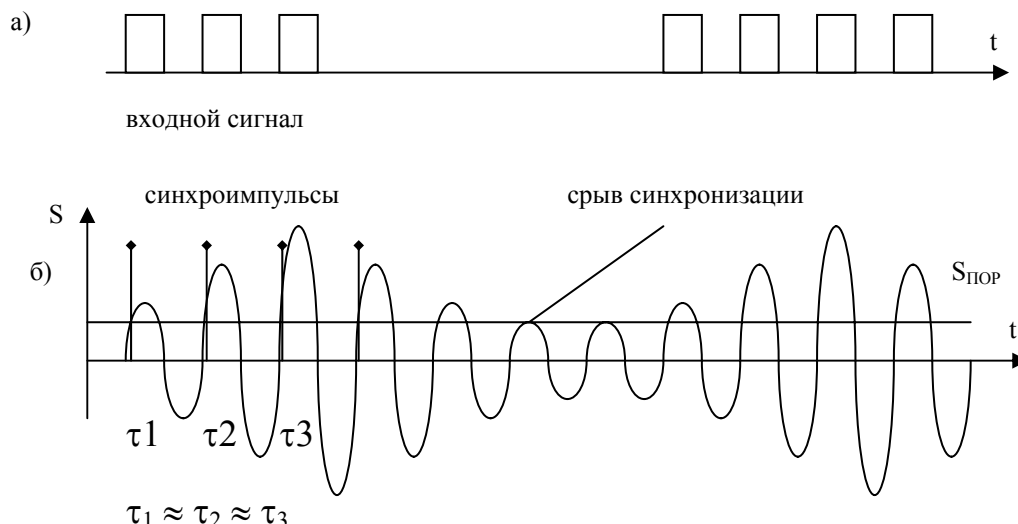 а)
t
входной сигнал
синхроимпульсы
срыв синхронизации
S
б)
SПОР
t
τ1 τ2 τ3
τ1 ≈ τ2 ≈ τ3